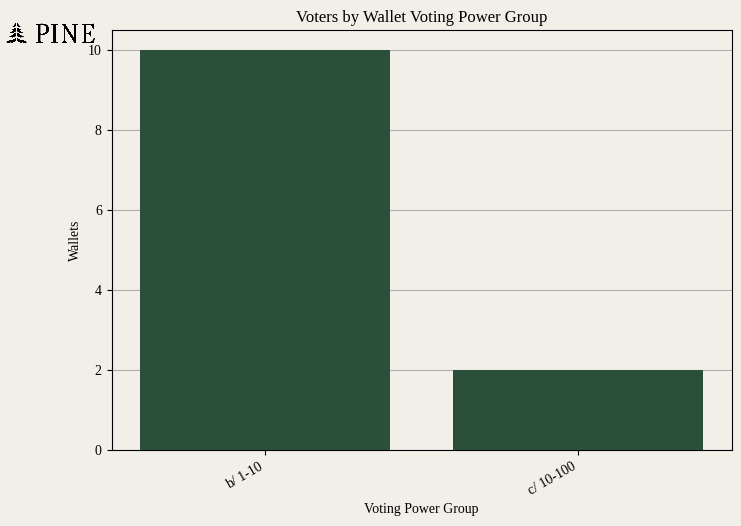 Voters by Wallet Voting Power Group
PINE
10
8
6
4
2
0
Wallets
b/ 1-10
c/ 10-100
Voting Power Group